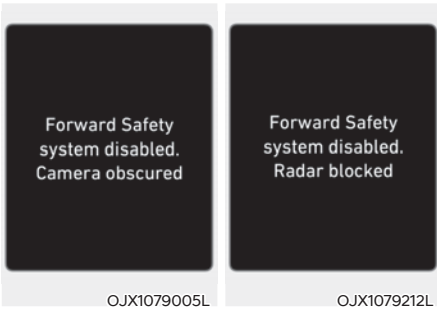 Forward Safety
system disabled.
Camera obscured
OJX1079005L
Forward Safety
system disabled.
Radar blocked
OJX1079212L